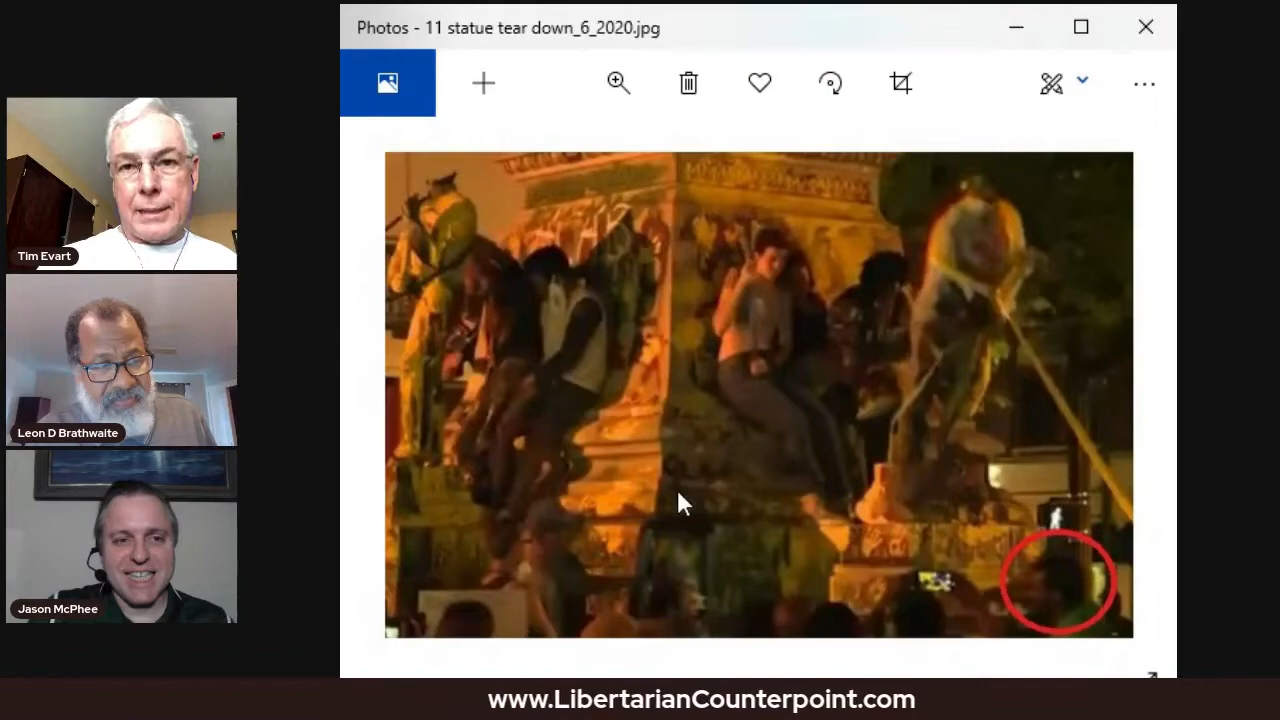 Photos - 11 statue tear down_6_2020.jpg
Tim Evart
Leon D Brathwaite
Jason McPhee
www.LibertarianCounterpoint.com